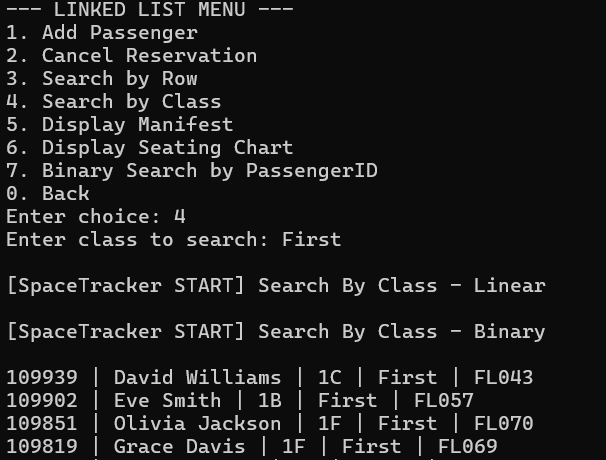 --- LINKED LIST MENU ---
1. Add Passenger
2. Cancel Reservation
3. Search by Row
4. Search by Class
5. Display Manifest
6. Display Seating Chart
7. Binary Search by PassengerID
0. Back
Enter choice: 4
Enter class to search: First
[SpaceTracker START] Search By Class - Linear
[SpaceTracker START] Search By Class - Binary
109939 | David Williams | 1C | First | FL043
109902 | Eve Smith | 1B | First | FL057
109851 | Olivia Jackson | 1F | First | FL070
109819 | Grace Davis | 1F | First | FL069